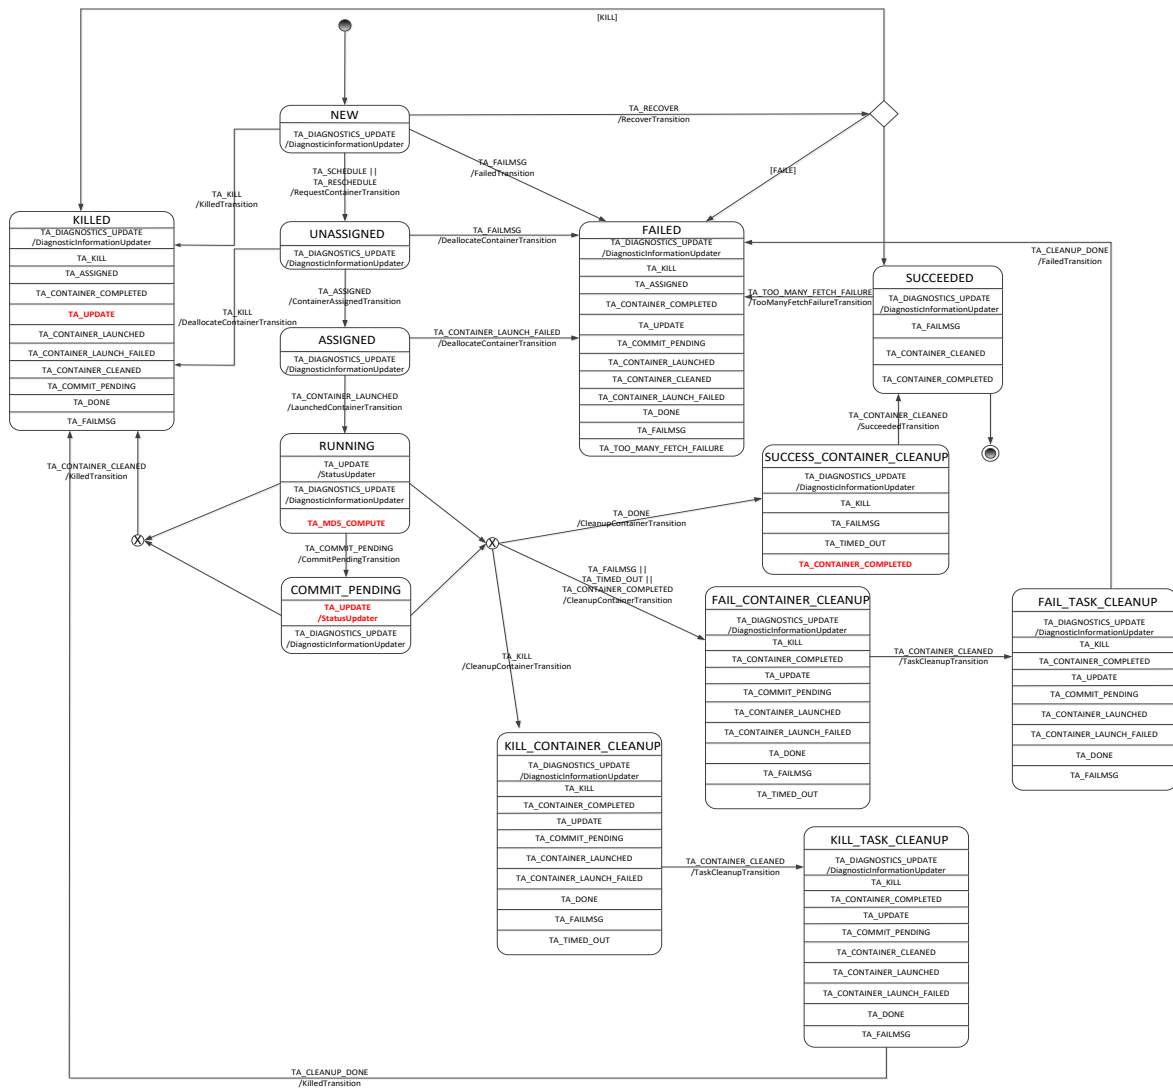 [KILL]
NEW
TA_DIAGNOSTICS_UPDATE
/DiagnosticinformationUpdater
TA_RECOVER
/RecoverTransition
TA_FAILMSG
/FailedTransition
[FAILE]
TA_SCHEDULE ||
TA_RESCHEDULE
/RequestContainerTransition
TA_KILL
/KilledTransition
KILLED
TA_DIAGNOSTICS_UPDATE
/DiagnosticInformationUpdater
TA_KILL
TA_ASSIGNED
TA_CONTAINER_COMPLETED
TA_UPDATE
TA_CONTAINER_LAUNCHED
TA_CONTAINER_LAUNCH_FAILED
TA_CONTAINER_CLEANED
TA_COMMIT_PENDING
TA_DONE
TA_FAILMSG
UNASSIGNED
TA_DIAGNOSTICS_UPDATE
/DiagnosticInformationUpdater
TA_FAILMSG
/DeallocateContainerTransition
TA_KILL
/DeallocateContainerTransition
TA_ASSIGNED
/ContainerAssignedTransition
ASSIGNED
TA_DIAGNOSTICS_UPDATE
/DiagnosticInformationUpdater
TA_CONTAINER_LAUNCH_FAILED
/DeallocateContainerTransition
TA_CONTAINER_LAUNCHED
/LaunchedContainerTransition
FAILED
TA_DIAGNOSTICS_UPDATE
/DiagnosticInformationUpdater
TA_KILL
TA_ASSIGNED
TA_CONTAINER_COMPLETED
TA_UPDATE
TA_COMMIT_PENDING
TA_CONTAINER_LAUNCHED
TA_CONTAINER_CLEANED
TA_CONTAINER_LAUNCH_FAILED
TA_DONE
TA_FAILMSG
TA_TOO_MANY_FETCH_FAILURE
TA_TOO_MANY_FETCH_FAILURE
/TooManyFetchFailureTransition
TA_CLEANUP_DONE
/FailedTransition
SUCCEEDED
TA_DIAGNOSTICS_UPDATE
/DiagnosticInformationUpdater
TA_FAILMSG
TA_CONTAINER_CLEANED
TA_CONTAINER_COMPLETED
TA_CONTAINER_CLEANED
/SucceededTransition
RUNNING
TA_UPDATE
/StatusUpdater
TA_DIAGNOSTICS_UPDATE
/DiagnosticInformationUpdater
TA_MD5_COMPUTE
TA_CONTAINER_CLEANED
/KilledTransition
X
X
TA_COMMIT_PENDING
/CommitPendingTransition
COMMIT_PENDING
TA_UPDATE
/StatusUpdater
TA_DIAGNOSTICS_UPDATE
/DiagnosticInformationUpdater
TA_DONE
/CleanupContainerTransition
SUCCESS_CONTAINER_CLEANUP
TA_DIAGNOSTICS_UPDATE
/DiagnosticInformationUpdater
TA_KILL
TA_FAILMSG
TA_TIMED_OUT
TA_CONTAINER_COMPLETED
TA_FAILMSG ||
TA_TIMED_OUT ||
TA_CONTAINER_COMPLETED
/CleanupContainerTransition
TA_KILL
/CleanupContainerTransition
FAIL_CONTAINER_CLEANUP
TA_DIAGNOSTICS_UPDATE
/DiagnosticInformationUpdater
TA_KILL
TA_CONTAINER_COMPLETED
TA_UPDATE
TA_COMMIT_PENDING
TA_CONTAINER_LAUNCHED
TA_CONTAINER_LAUNCH_FAILED
TA_DONE
TA_FAILMSG
TA_TIMED_OUT
TA_CONTAINER_CLEANED
/TaskCleanupTransition
FAIL_TASK_CLEANUP
TA_DIAGNOSTICS_UPDATE
/DiagnosticInformationUpdater
TA_KILL
TA_CONTAINER_COMPLETED
TA_UPDATE
TA_COMMIT_PENDING
TA_CONTAINER_LAUNCHED
TA_CONTAINER_LAUNCH_FAILED
TA_DONE
TA_FAILMSG
KILL_CONTAINER_CLEANUP
TA_DIAGNOSTICS_UPDATE
/DiagnosticInformationUpdater
TA_KILL
TA_CONTAINER_COMPLETED
TA_UPDATE
TA_COMMIT_PENDING
TA_CONTAINER_LAUNCHED
TA_CONTAINER_LAUNCH_FAILED
TA_DONE
TA_FAILMSG
TA_TIMED_OUT
TA_CONTAINER_CLEANED
/TaskCleanupTransition
KILL_TASK_CLEANUP
TA_DIAGNOSTICS_UPDATE
/DiagnosticInformationUpdater
TA_KILL
TA_CONTAINER_COMPLETED
TA_UPDATE
TA_COMMIT_PENDING
TA_CONTAINER_CLEANED
TA_CONTAINER_LAUNCHED
TA_CONTAINER_LAUNCH_FAILED
TA_DONE
TA_FAILMSG
TA_CLEANUP_DONE
/KilledTransition